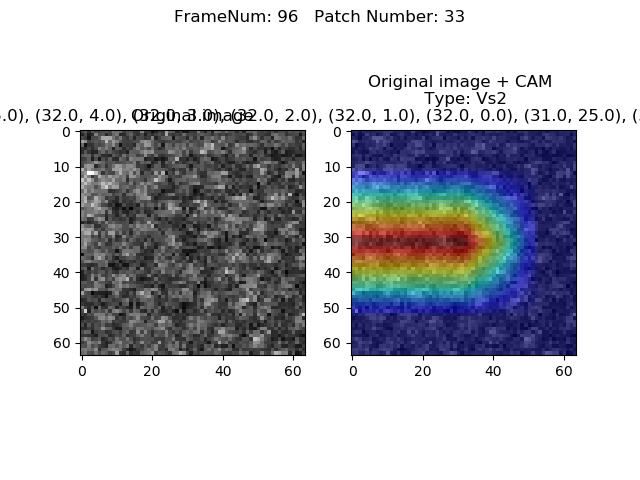 FrameNum: 96   Patch Number: 33
Original image + CAM
Type: Vs2
.0), (32.0, 4.0), (32.0, 3.0), (32.0, 2.0), (32.0, 1.0), (32.0, 0.0), (31.0, 25.0), (
Original image
0
10
20
30
40
50
60
0 20 40 60
0
10
20
30
40
50
60
0 20 40 60